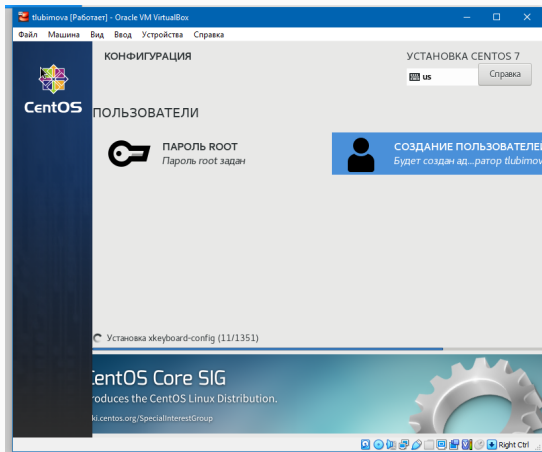 tlubimova [Работает] - Oracle VM VirtualBox
Файл Машина Вид Ввод Устройства Справка
КОНФИГУРАЦИЯ
УСТАНОВКА CENTOS 7
us
Справка
CentOS
ПОЛЬЗОВАТЕЛИ
ПАРОЛЬ ROOT
Пароль root задан
СОЗДАНИЕ ПОЛЬЗОВАТЕЛЕ
Будет создан ад...ратор tlubimov
Установка xkeyboard-config (11/1351)
entOS Core SIG
roduces the CentOS Linux Distribution.
ki.centos.org/SpecialInterestGroup
Right Ctrl